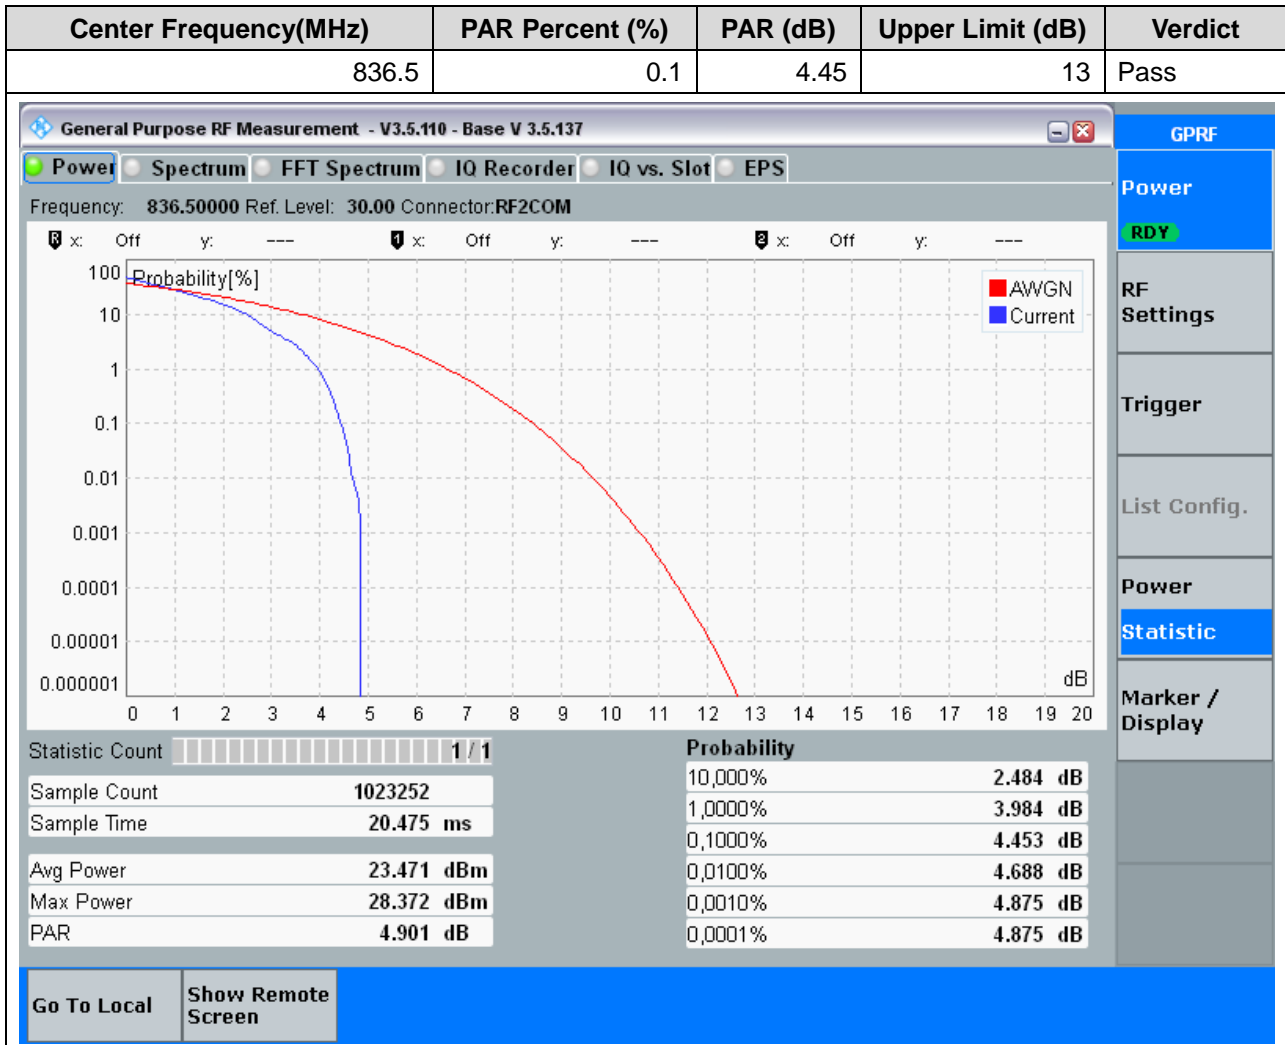 Center Frequency(MHz) PAR Percent (%) PAR (dB) Upper Limit (dB) Verdict
836.5 0.1 4.45 13 Pass
General Purpose RF Measurement - V3.5.110 - Base V 3.5.137
GPRF
Power Spectrum FFT Spectrum IQ Recorder IQ vs. Slot EPS
Frequency: 836.50000 Ref. Level: 30.00 Connector:RF2COM
R x: Off y: --- 1 x: Off y: --- 2 x: Off y: ---
Probability[%]
AWGN
Current
100
10
1
0.1
0.01
0.001
0.0001
0.00001
0.000001
dB
0 1 2 3 4 5 6 7 8 9 10 11 12 13 14 15 16 17 18 19 20
Statistic Count 1 / 1
Sample Count 1023252
Sample Time 20.475 ms
Avg Power 23.471 dBm
Max Power 28.372 dBm
PAR 4.901 dB
Probability
10,000% 2.484 dB
1,0000% 3.984 dB
0,1000% 4.453 dB
0,0100% 4.688 dB
0,0010% 4.875 dB
0,0001% 4.875 dB
Power
RDY
RF
Settings
Trigger
List Config.
Power
Statistic
Marker /
Display
Go To Local
Show Remote
Screen